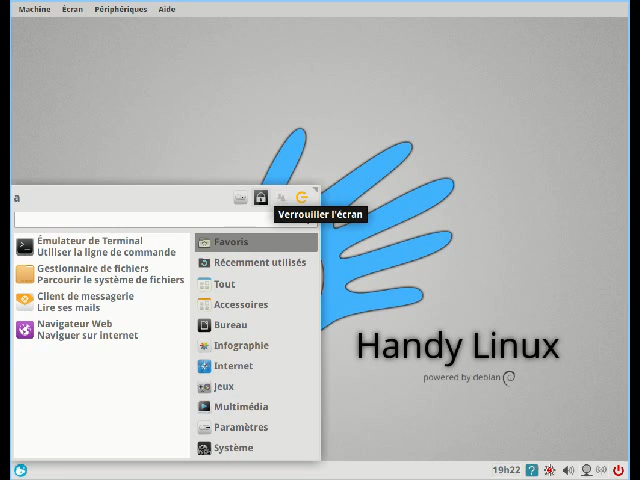 Machine Écran Périphériques Aide
a
Verrouiller l'écran
Émulateur de Terminal
Utiliser la ligne de commande
Gestionnaire de fichiers
Parcourir le système de fichiers
Client de messagerie
Lire ses mails
Navigateur Web
Naviguer sur internet
Favoris
Récemment utilisés
Tout
Accessoires
Bureau
Infographie
Internet
Jeux
Multimédia
Paramètres
Système
Handy Linux
powered by debian
19h22